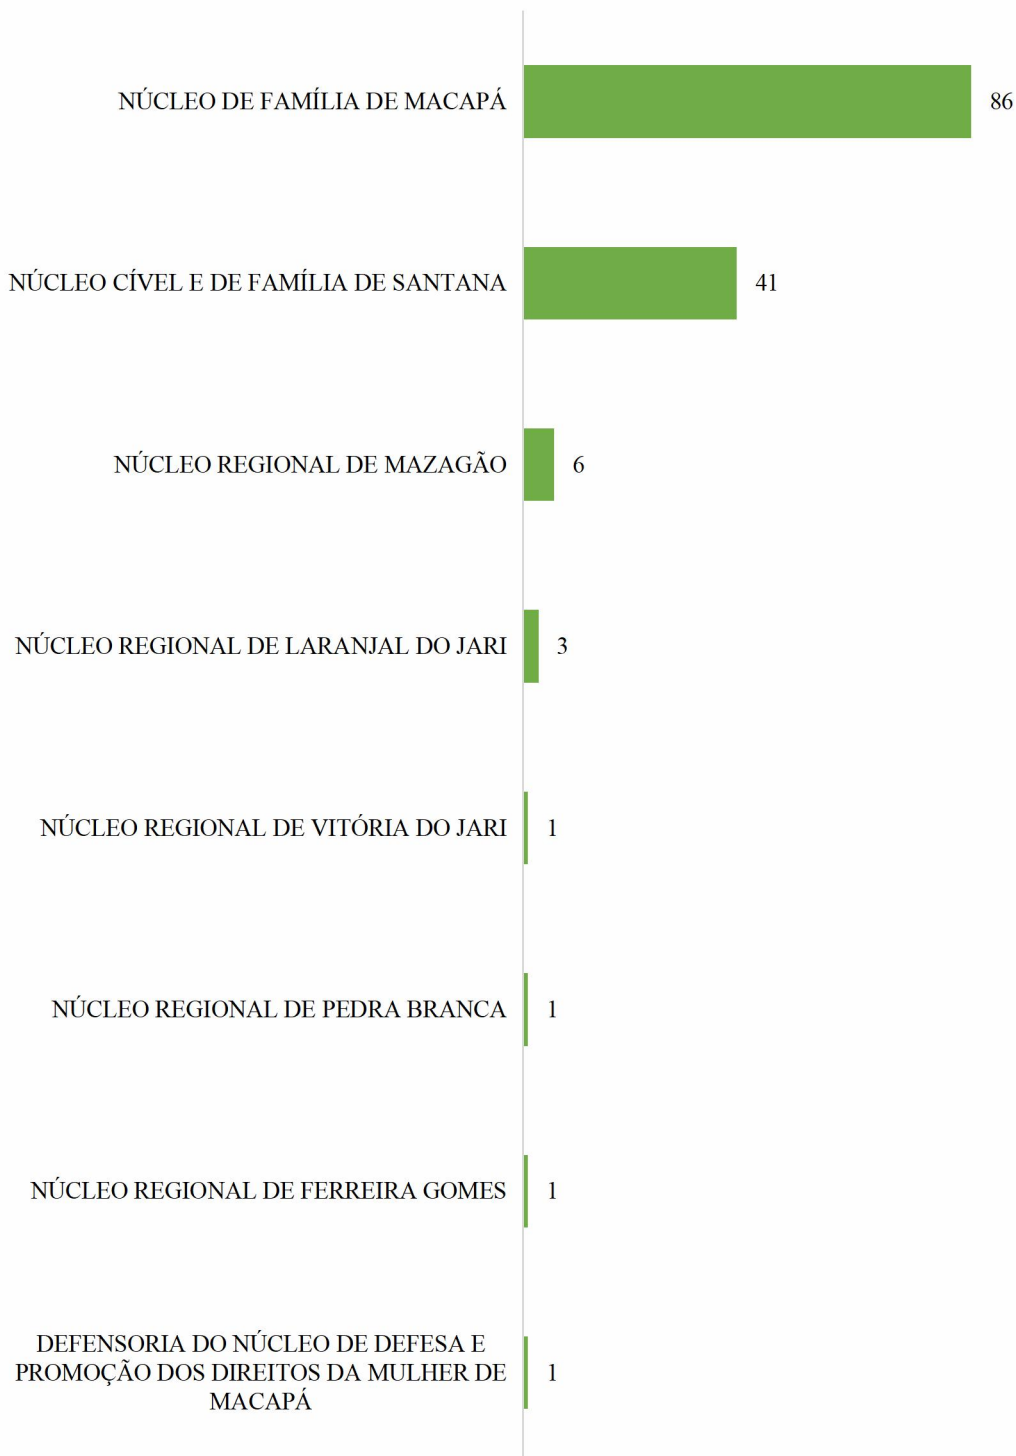 NÚCLEO DE FAMÍLIA DE MACAPÁ 86
NÚCLEO CÍVEL E DE FAMÍLIA DE SANTANA 41
NÚCLEO REGIONAL DE MAZAGÃO 6
NÚCLEO REGIONAL DE LARANJAL DO JARI 3
NÚCLEO REGIONAL DE VITÓRIA DO JARI 1
NÚCLEO REGIONAL DE PEDRA BRANCA 1
NÚCLEO REGIONAL DE FERREIRA GOMES 1
DEFENSORIA DO NÚCLEO DE DEFESA E
PROMOÇÃO DOS DIREITOS DA MULHER DE 1
MACAPÁ